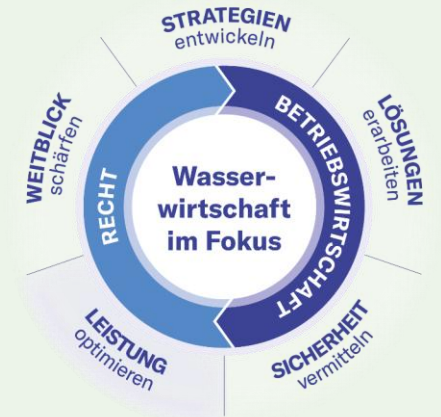 STRATEGIEN
entwickeln
LÖSUNGEN
erarbeiten
SICHERHEIT
vermitteln
LEISTUNG
optimieren
WEITBLICK
schärfen
RECHT
BETRIEBSWIRTSCHAFT
Wasser-
wirtschaft
im Fokus